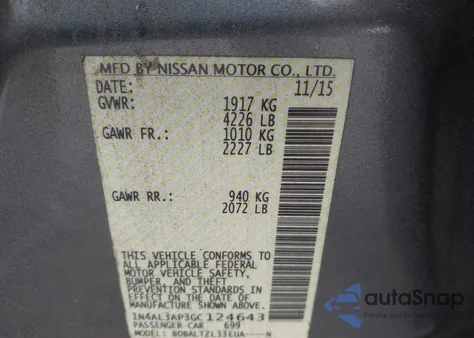 MFD BY NISSAN MOTOR CO., LTD.
DATE: 11/15
GVWR: 1917 KG
4226 LB
GAWR FR.: 1010 KG
2227 LB
GAWR RR.: 940 KG
2072 LB
THIS VEHICLE CONFORMS TO
ALL APPLICABLE FEDERAL
MOTOR VEHICLE SAFETY,
BUMPER, AND THEFT
PREVENTION STANDARDS IN
EFFECT ON THE DATE OF
MANUFACTURE SHOWN ABOVE.
1N4AL3AP3GC124643
PASSENGER CAR 699
MODEL: BDBALTZL33EUA----N
autoSnap